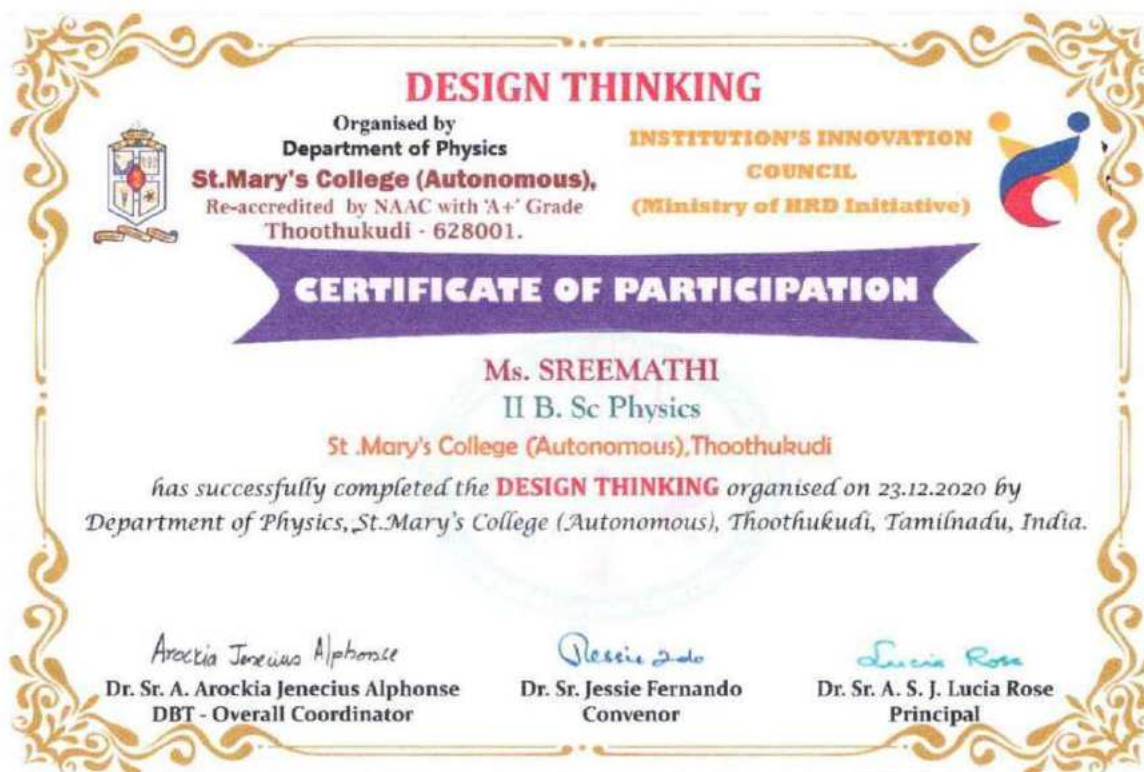 DESIGN THINKING
Organised by
Department of Physics
St.Mary's College (Autonomous),
Re-accredited by NAAC with 'A+' Grade
Thoothukudi - 628001.
INSTITUTION'S INNOVATION
COUNCIL
(Ministry of HRD Initiative)
CERTIFICATE OF PARTICIPATION
Ms. SREEMATHI
II B. Sc Physics
St .Mary's College (Autonomous),Thoothukudi
has successfully completed the DESIGN THINKING organised on 23.12.2020 by
Department of Physics, St.Mary's College (Autonomous), Thoothukudi, Tamilnadu, India.
Arockia Jenecius Alphonse
Lucia Rose
Dr. Sr. A. Arockia Jenecius Alphonse
DBT - Overall Coordinator
Dr. Sr. Jessie Fernando
Convenor
Dr. Sr. A. S. J. Lucia Rose
Principal